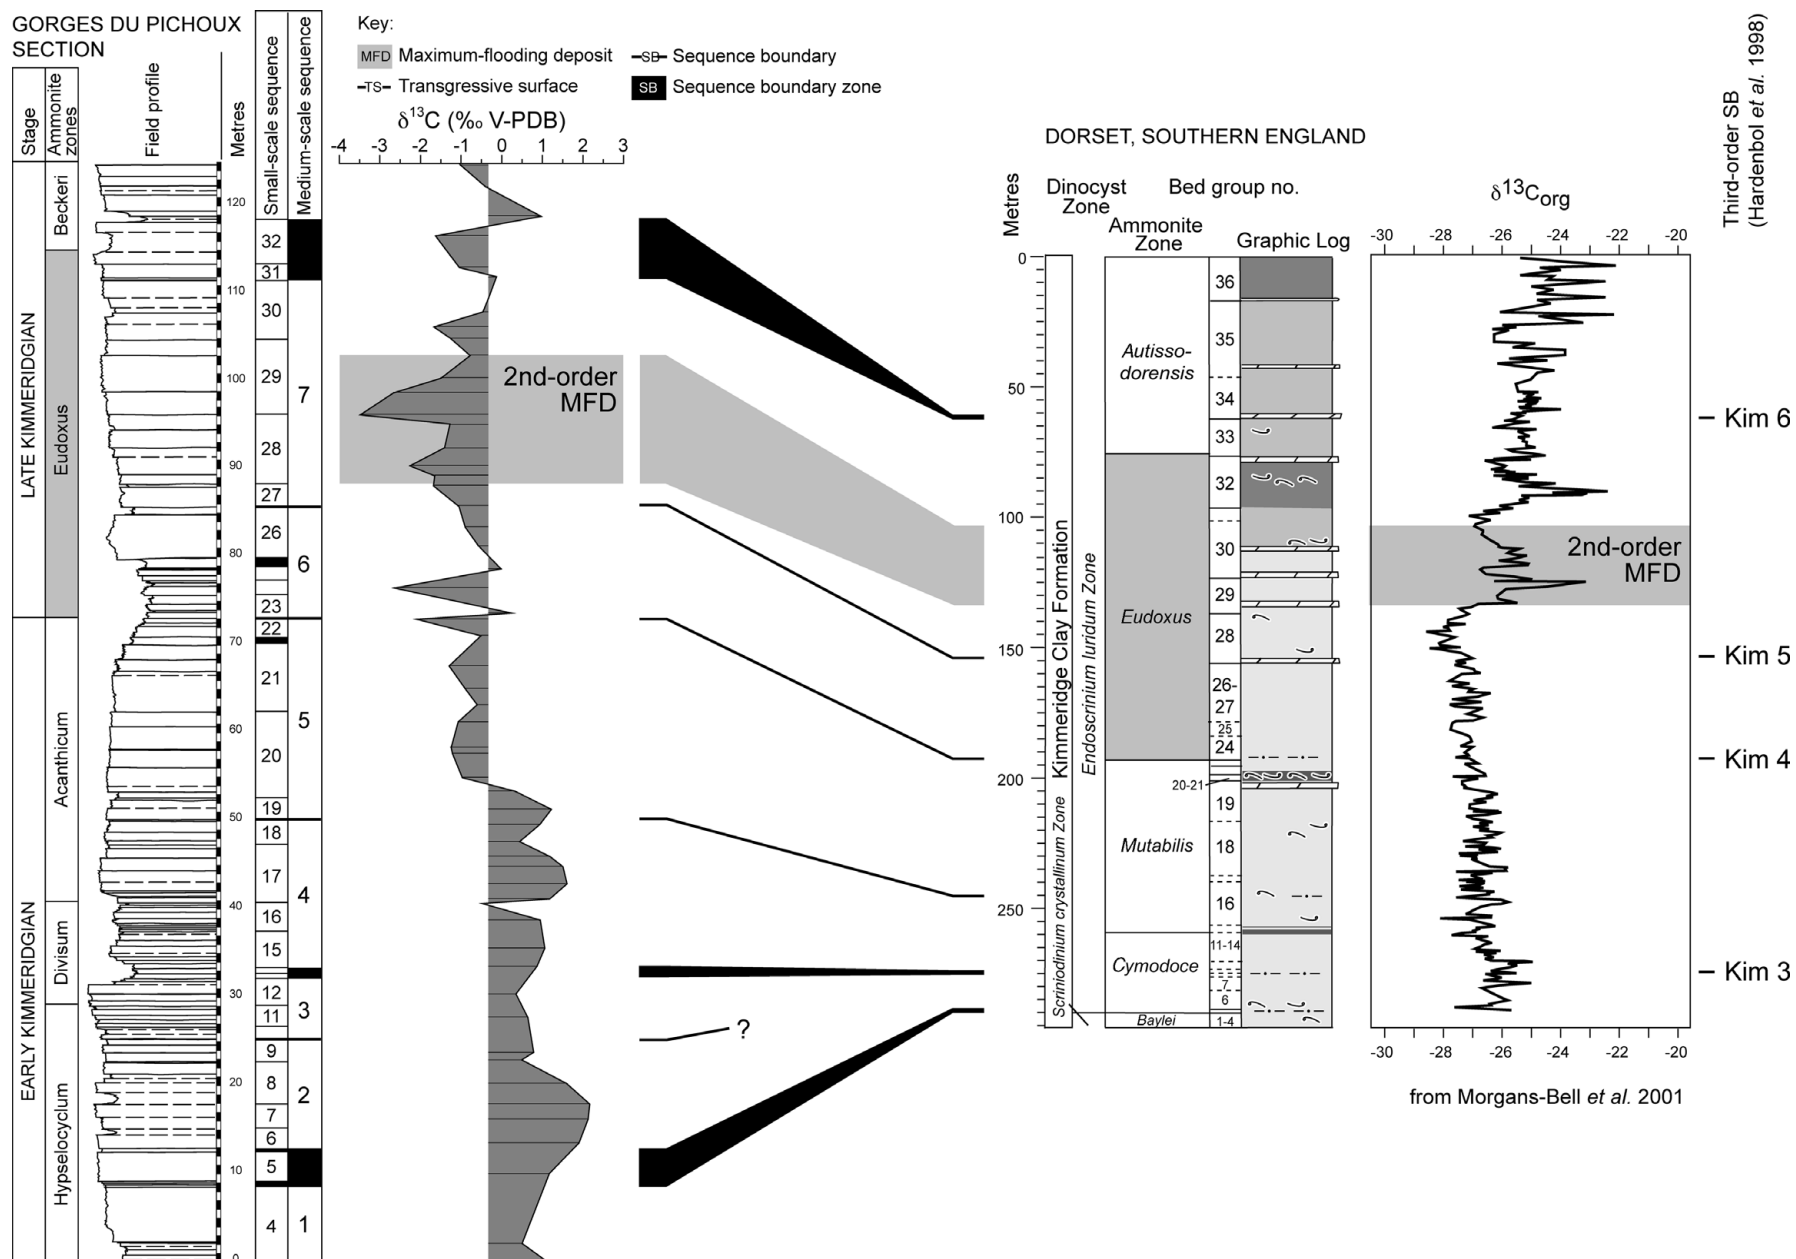 GORGES DU PICHOUX
SECTION
Stage
Ammonite
zones
Field profile
Metres
Small-scale sequence
Medium-scale sequence
Key:
MFD Maximum-flooding deposit
SB Sequence boundary
TS Transgressive surface
SB Sequence boundary zone
δ¹³C (‰ V-PDB)
-4 -3 -2 -1 0 1 2 3
LATE KIMMERIDGIAN
EARLY KIMMERIDGIAN
Beckeri
Eudoxus
Acanthicum
Divisum
Hypselocyclum
120
110
100
90
80
70
60
50
40
30
20
10
0
32
31
30
29
28
27
26
23
22
21
20
19
18
17
16
15
12
11
9
8
7
6
5
4
7
6
5
4
3
2
1
2nd-order
MFD
?
DORSET, SOUTHERN ENGLAND
Metres
Dinocyst
Zone
Bed group no.
Ammonite
Zone
Graphic Log
0
50
100
150
200
250
Kimmeridge Clay Formation
Scriniodinium crystallinum Zone
Endoscrinium luridum Zone
Autisso-
dorensis
Eudoxus
Mutabilis
Cymodoce
Baylei
36
35
34
33
32
30
29
28
26-
27
25
24
20-21
19
18
16
11-14
7
6
1-4
δ¹³Corg
-30 -28 -26 -24 -22 -20
2nd-order
MFD
-30 -28 -26 -24 -22 -20
from Morgans-Bell et al. 2001
Third-order SB
(Hardenbol et al. 1998)
Kim 6
Kim 5
Kim 4
Kim 3